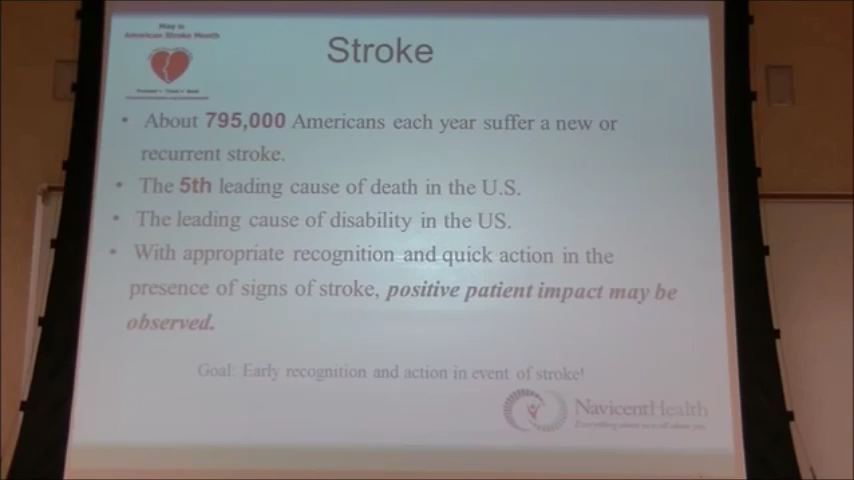 May is
American Stroke Month
Stroke
• About 795,000 Americans each year suffer a new or
recurrent stroke.
• The 5th leading cause of death in the U.S.
• The leading cause of disability in the US.
• With appropriate recognition and quick action in the
presence of signs of stroke, positive patient impact may be
observed.
Goal: Early recognition and action in event of stroke!
NavicentHealth